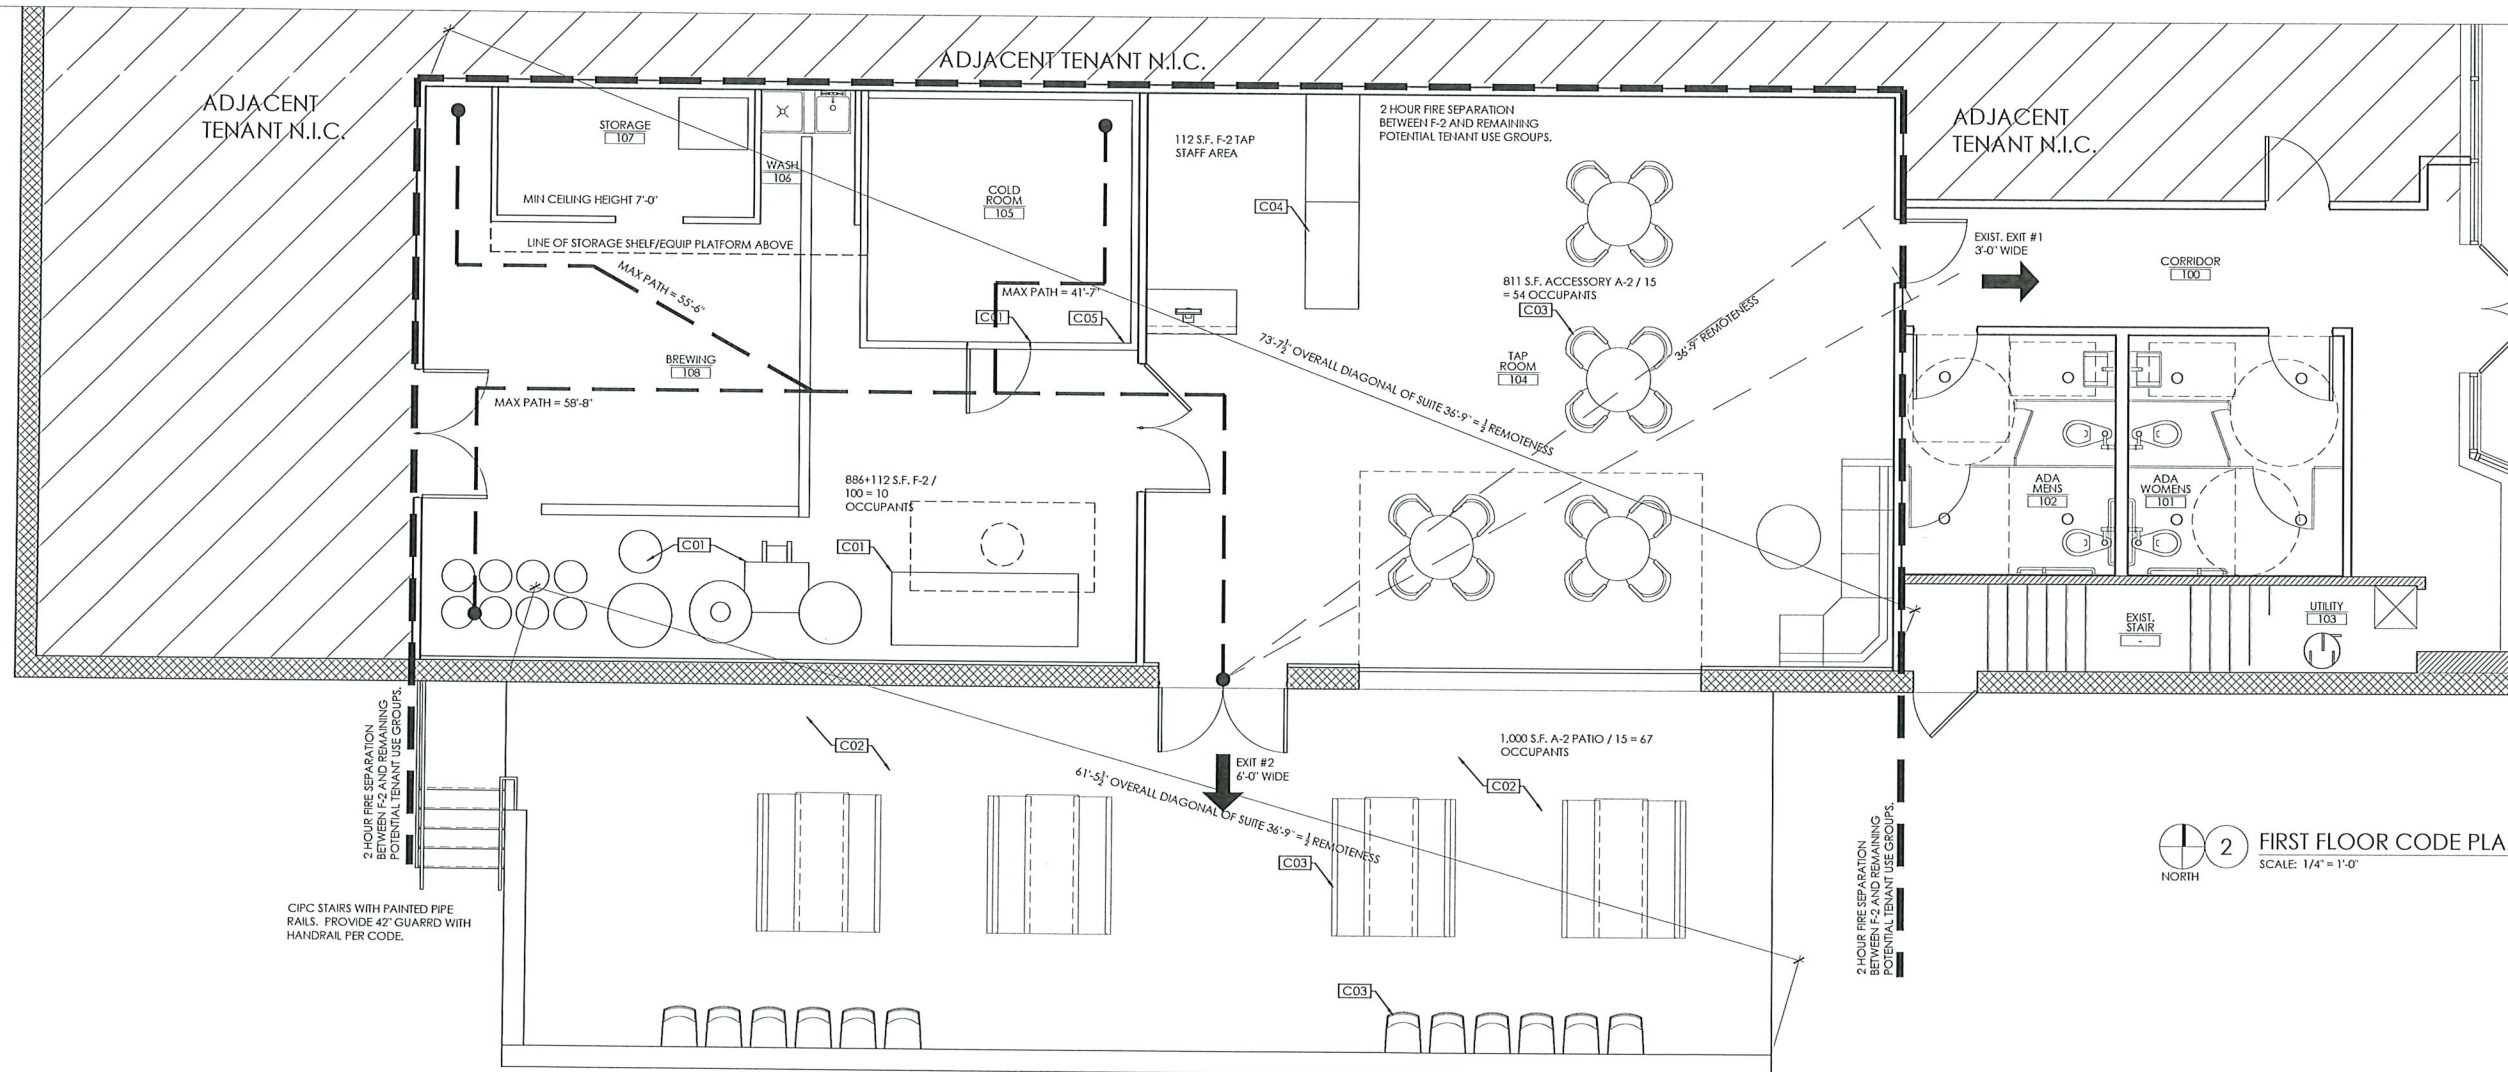 ADJACENT TENANT N.I.C.
ADJACENT
TENANT N.I.C.
STORAGE
107
WASH
106
MIN CEILING HEIGHT 7'-0"
LINE OF STORAGE SHELF/EQUIP PLATFORM ABOVE
MAX PATH = 55'-6"
COLD
ROOM
105
MAX PATH = 41'-7"
C01
C05
112 S.F. F-2 TAP
STAFF AREA
C04
2 HOUR FIRE SEPARATION
BETWEEN F-2 AND REMAINING
POTENTIAL TENANT USE GROUPS.
811 S.F. ACCESSORY A-2 / 15
= 54 OCCUPANTS
C03
TAP
ROOM
104
36'-9" REMOTENESS
73'-7½" OVERALL DIAGONAL OF SUITE 36'-9" = ½ REMOTENESS
ADJACENT
TENANT N.I.C.
EXIST. EXIT #1
3'-0" WIDE
CORRIDOR
100
BREWING
108
MAX PATH = 58'-8"
886+112 S.F. F-2 /
100 = 10
OCCUPANTS
C01
C01
ADA
MENS
102
ADA
WOMENS
101
EXIST.
STAIR
-
UTILITY
103
2 HOUR FIRE SEPARATION
BETWEEN F-2 AND REMAINING
POTENTIAL TENANT USE GROUPS.
C02
EXIT #2
6'-0" WIDE
61'-5½" OVERALL DIAGONAL OF SUITE 36'-9" = ½ REMOTENESS
1,000 S.F. A-2 PATIO / 15 = 67
OCCUPANTS
C02
C03
C03
CIPC STAIRS WITH PAINTED PIPE
RAILS. PROVIDE 42" GUARRD WITH
HANDRAIL PER CODE.
2 HOUR FIRE SEPARATION
BETWEEN F-2 AND REMAINING
POTENTIAL TENANT USE GROUPS.
NORTH
2
FIRST FLOOR CODE PLA
SCALE: 1/4" = 1'-0"